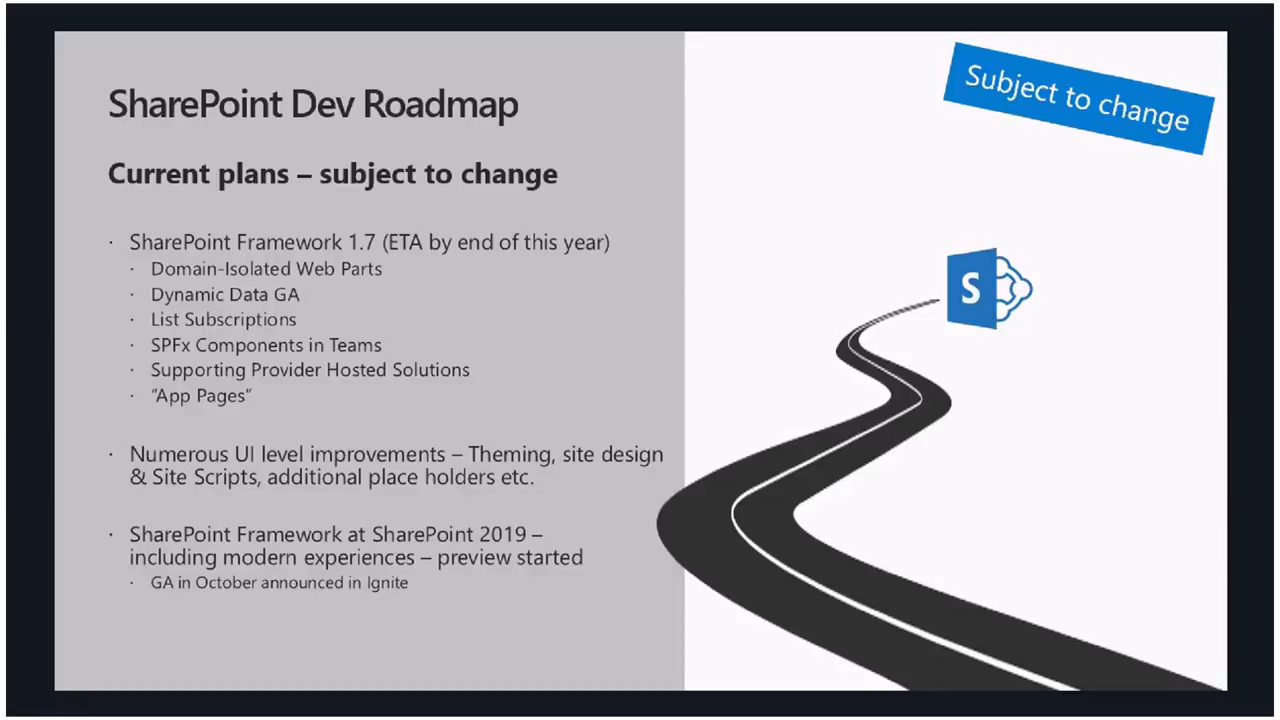 Subject to change
SharePoint Dev Roadmap
Current plans – subject to change
· SharePoint Framework 1.7 (ETA by end of this year)
· Domain-Isolated Web Parts
· Dynamic Data GA
· List Subscriptions
· SPFx Components in Teams
· Supporting Provider Hosted Solutions
· “App Pages”
· Numerous UI level improvements – Theming, site design
& Site Scripts, additional place holders etc.
· SharePoint Framework at SharePoint 2019 –
including modern experiences – preview started
· GA in October announced in Ignite
S